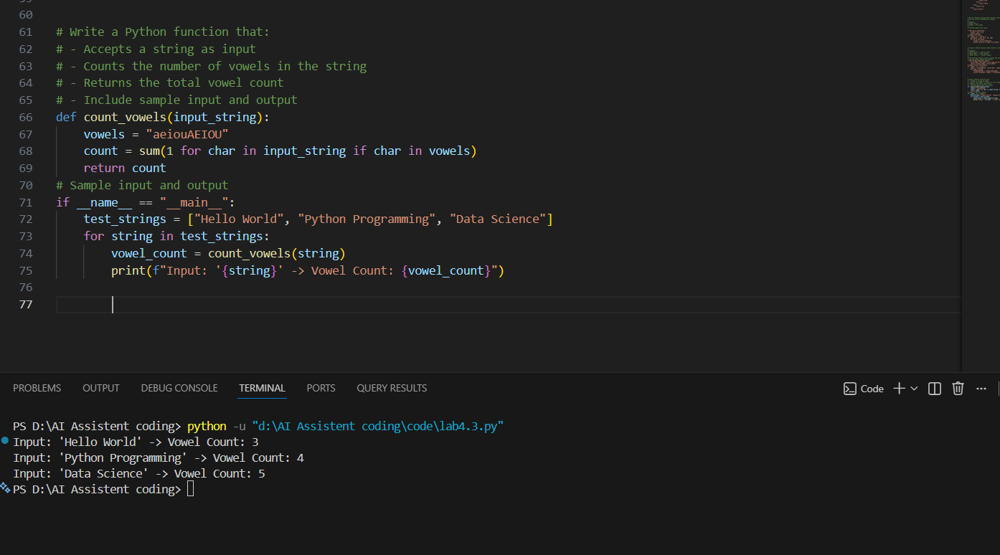 59
60
61 # Write a Python function that:
62 # - Accepts a string as input
63 # - Counts the number of vowels in the string
64 # - Returns the total vowel count
65 # - Include sample input and output
66 def count_vowels(input_string):
67     vowels = "aeiouAEIOU"
68     count = sum(1 for char in input_string if char in vowels)
69     return count
70 # Sample input and output
71 if __name__ == "__main__":
72     test_strings = ["Hello World", "Python Programming", "Data Science"]
73     for string in test_strings:
74         vowel_count = count_vowels(string)
75         print(f"Input: '{string}' -> Vowel Count: {vowel_count}")
76
77
PROBLEMS OUTPUT DEBUG CONSOLE TERMINAL PORTS QUERY RESULTS Code
PS D:\AI Assistent coding> python -u "d:\AI Assistent coding\code\lab4.3.py"
Input: 'Hello World' -> Vowel Count: 3
Input: 'Python Programming' -> Vowel Count: 4
Input: 'Data Science' -> Vowel Count: 5
PS D:\AI Assistent coding>